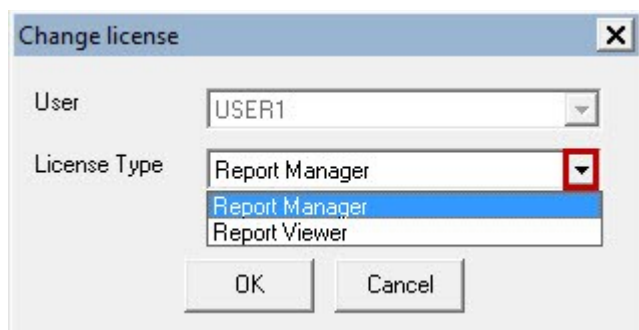 Change license
User
USER1
License Type
Report Manager
Report Manager
Report Viewer
OK
Cancel